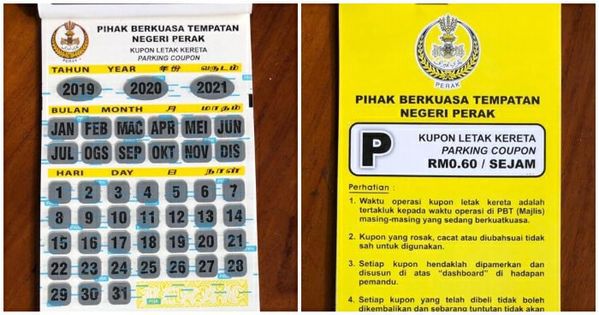 PIHAK BERKUASA TEMPATAN
NEGERI PERAK
KUPON LETAK KERETA
PARKING COUPON
PERAK
TAHUN YEAR 年份 வருடம்
2019 2020 2021
BULAN MONTH 月 மாதம்
JAN FEB MAC APR MEI JUN
JUL OGS SEP OKT NOV DIS
HARI DAY 日 நாள்
1 2 3 4 5 6 7
8 9 10 11 12 13 14
15 16 17 18 19 20 21
22 23 24 25 26 27 28
29 30 31
PERAK
PIHAK BERKUASA TEMPATAN
NEGERI PERAK
P
KUPON LETAK KERETA
PARKING COUPON
RM0.60 / SEJAM
Perhatian :
1. Waktu operasi kupon letak kereta adalah
tertakluk kepada waktu operasi di PBT (Majlis)
masing-masing yang sedang berkuatkuasa.
2. Kupon yang rosak, cacat atau diubahsuai tidak
sah untuk digunakan.
3. Setiap kupon hendaklah dipamerkan dan
disusun di atas "dashboard" di hadapan
pemandu.
4. Setiap kupon yang telah dibeli tidak boleh
dikembalikan dan sebarang tuntutan tidak akan